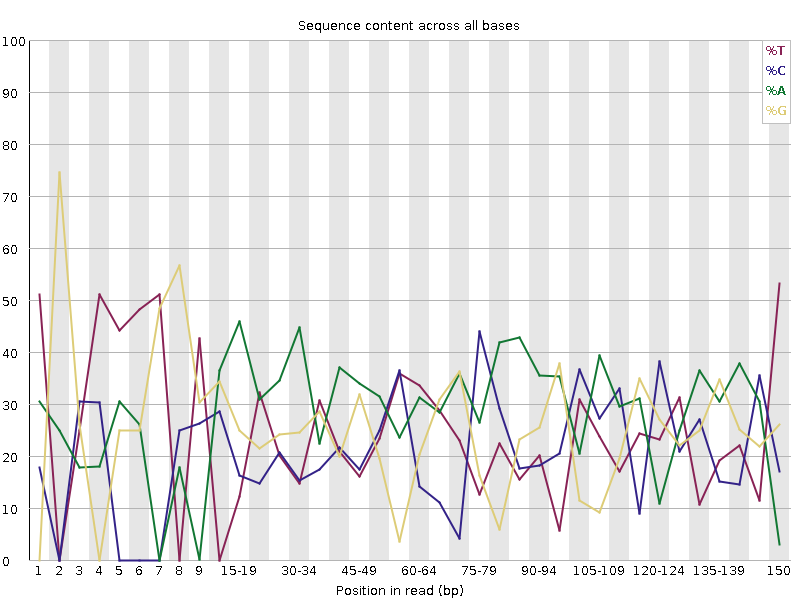 Sequence content across all bases
100
90
80
70
60
50
40
30
20
10
0
%T
%C
%A
%G
1 2 3 4 5 6 7 8 9 15-19 30-34 45-49 60-64 75-79 90-94 105-109 120-124 135-139 150
Position in read (bp)